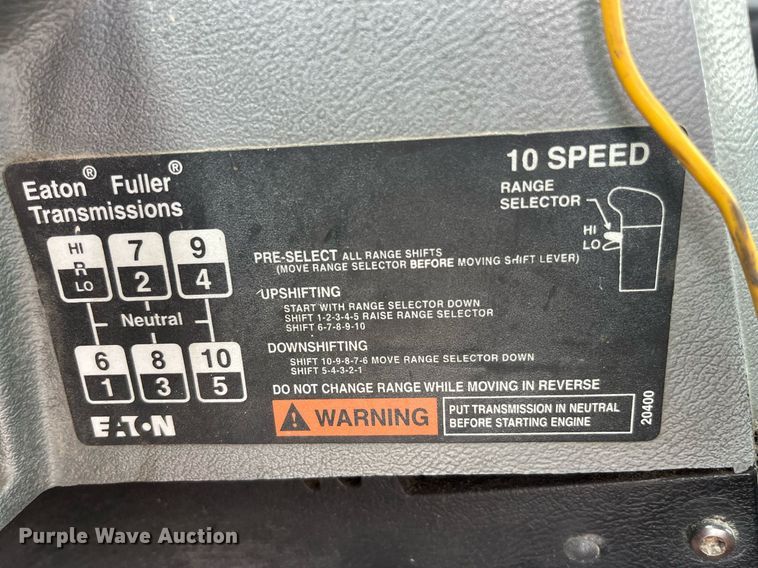 Eaton® Fuller®
Transmissions
10 SPEED
RANGE
SELECTOR
HI
LO
HI
R
LO
7
2
9
4
Neutral
6
1
8
3
10
5
EATON
PRE-SELECT ALL RANGE SHIFTS
(MOVE RANGE SELECTOR BEFORE MOVING SHIFT LEVER)
UPSHIFTING
START WITH RANGE SELECTOR DOWN
SHIFT 1-2-3-4-5 RAISE RANGE SELECTOR
SHIFT 6-7-8-9-10
DOWNSHIFTING
SHIFT 10-9-8-7-6 MOVE RANGE SELECTOR DOWN
SHIFT 5-4-3-2-1
DO NOT CHANGE RANGE WHILE MOVING IN REVERSE
WARNING
PUT TRANSMISSION IN NEUTRAL
BEFORE STARTING ENGINE
20400
Purple Wave Auction